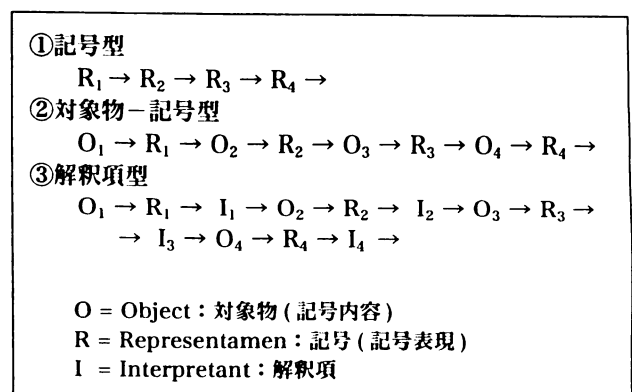 ①記号型
R₁ → R₂ → R₃ → R₄ →
②対象物−記号型
O₁ → R₁ → O₂ → R₂ → O₃ → R₃ → O₄ → R₄ →
③解釈項型
O₁ → R₁ → I₁ → O₂ → R₂ → I₂ → O₃ → R₃ →
→ I₃ → O₄ → R₄ → I₄ →
O = Object：対象物 ( 記号内容 )
R = Representamen：記号 ( 記号表現 )
I = Interpretant：解釈項